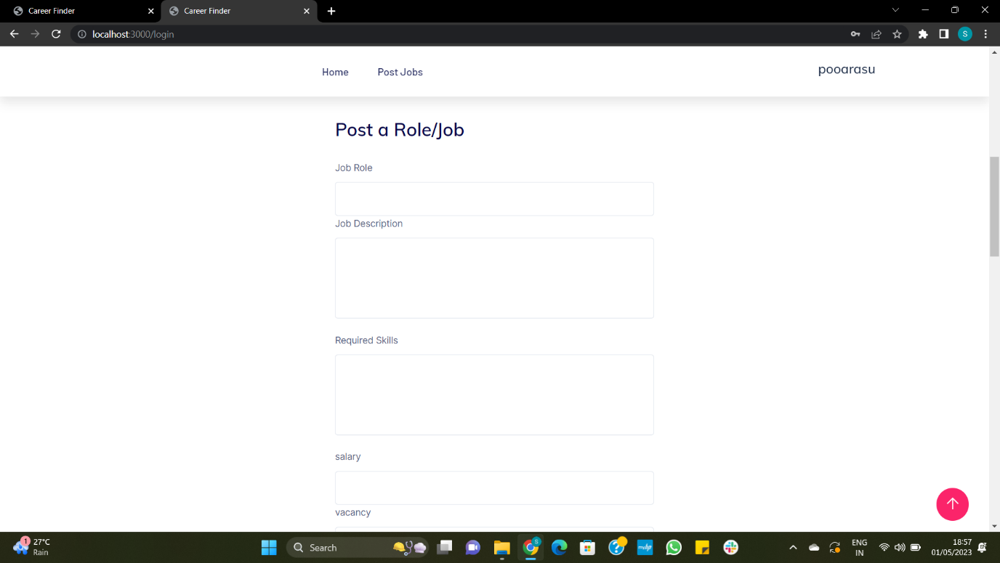 Career Finder
Career Finder
localhost:3000/login
S
Home
Post Jobs
pooarasu
Post a Role/Job
Job Role
Job Description
Required Skills
salary
vacancy
1
27°C
Rain
Search
S
myhp
ENG
IN
18:57
01/05/2023